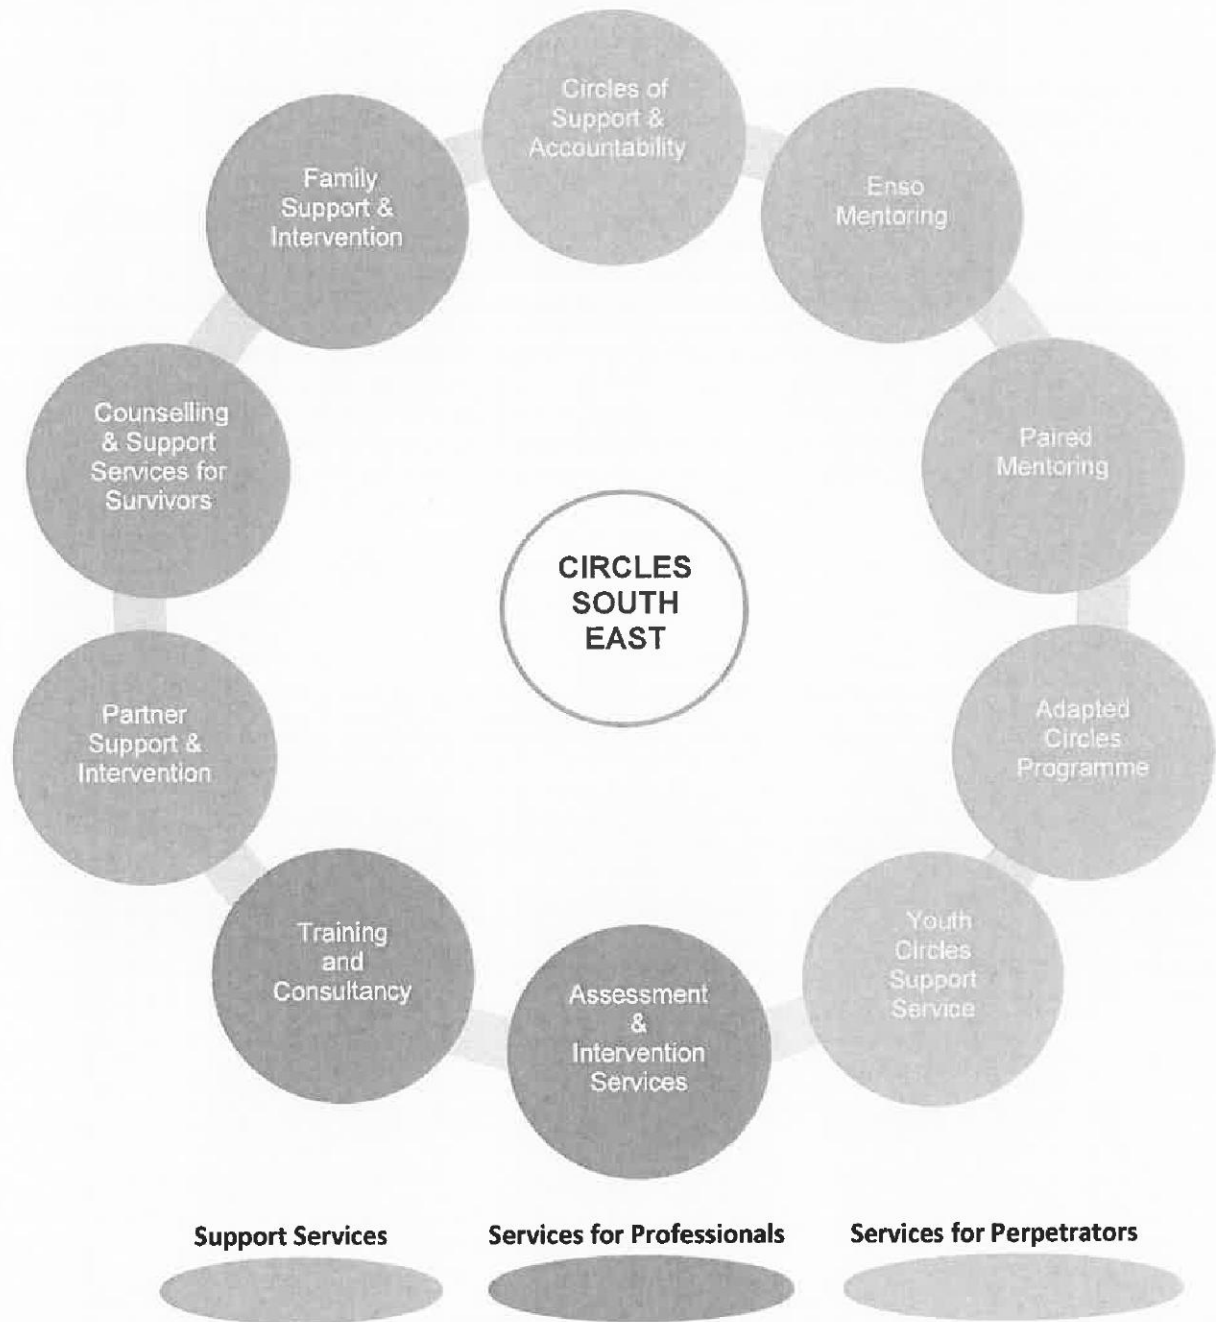 Circles of
Support &
Accountability
Enso
Mentoring
Paired
Mentoring
Adapted
Circles
Programme
Youth
Circles
Support
Service
Assessment
&
Intervention
Services
Training
and
Consultancy
Partner
Support &
Intervention
Counselling
& Support
Services for
Survivors
Family
Support &
Intervention
CIRCLES
SOUTH
EAST
Support Services
Services for Professionals
Services for Perpetrators